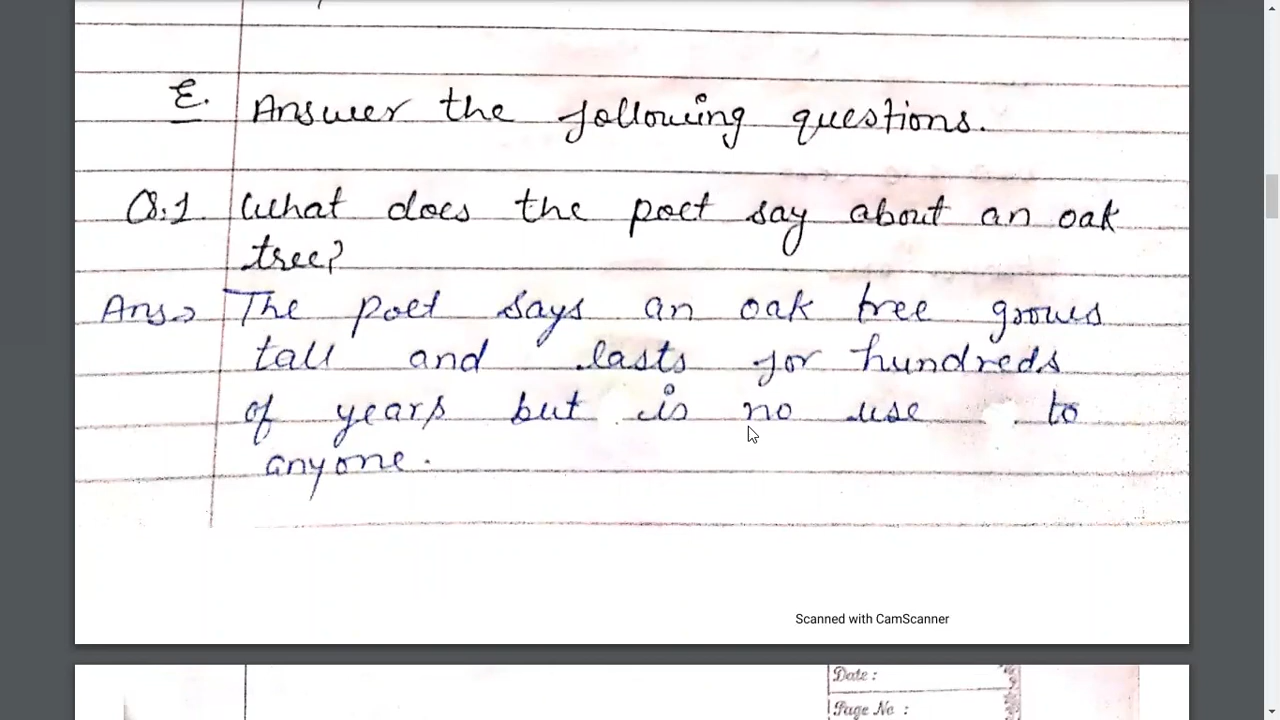 E. Answer the following questions.
Q.1. What does the poet say about an oak
tree?
Ans→ The poet says an oak tree grows
tall and lasts for hundreds
of years but is no use to
anyone.
Scanned with CamScanner
Date :
Page No :